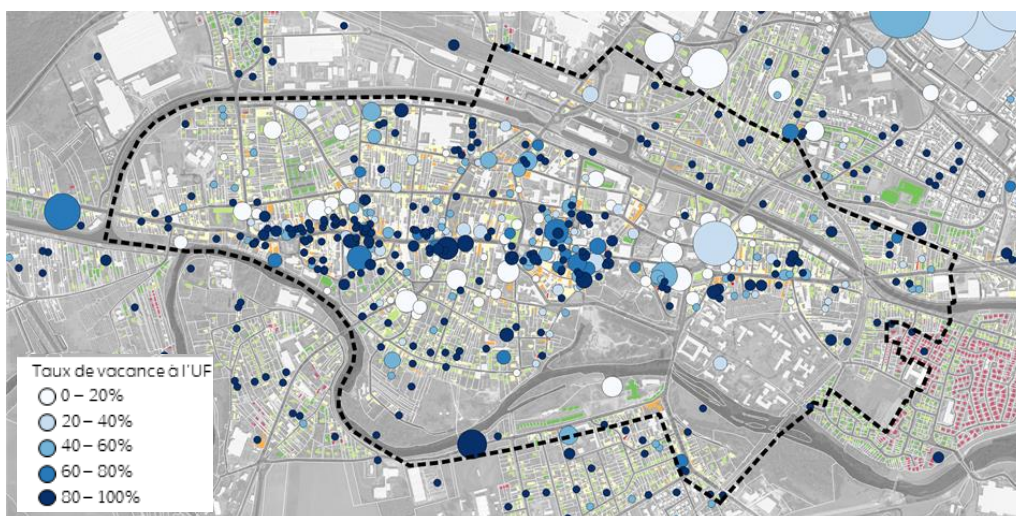 Taux de vacance à l'UF
0 – 20%
20 – 40%
40 – 60%
60 – 80%
80 – 100%